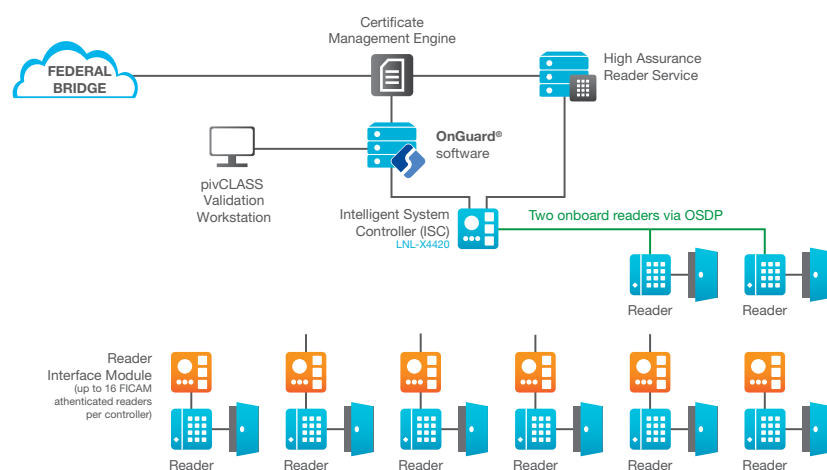 Certificate
Management Engine
FEDERAL
BRIDGE
High Assurance
Reader Service
OnGuard®
software
pivCLASS
Validation
Workstation
Intelligent System
Controller (ISC)
LNL-X4420
Two onboard readers via OSDP
Reader
Reader
Reader
Interface Module
(up to 16 FICAM
athenticated readers
per controller)
Reader
Reader
Reader
Reader
Reader
Reader